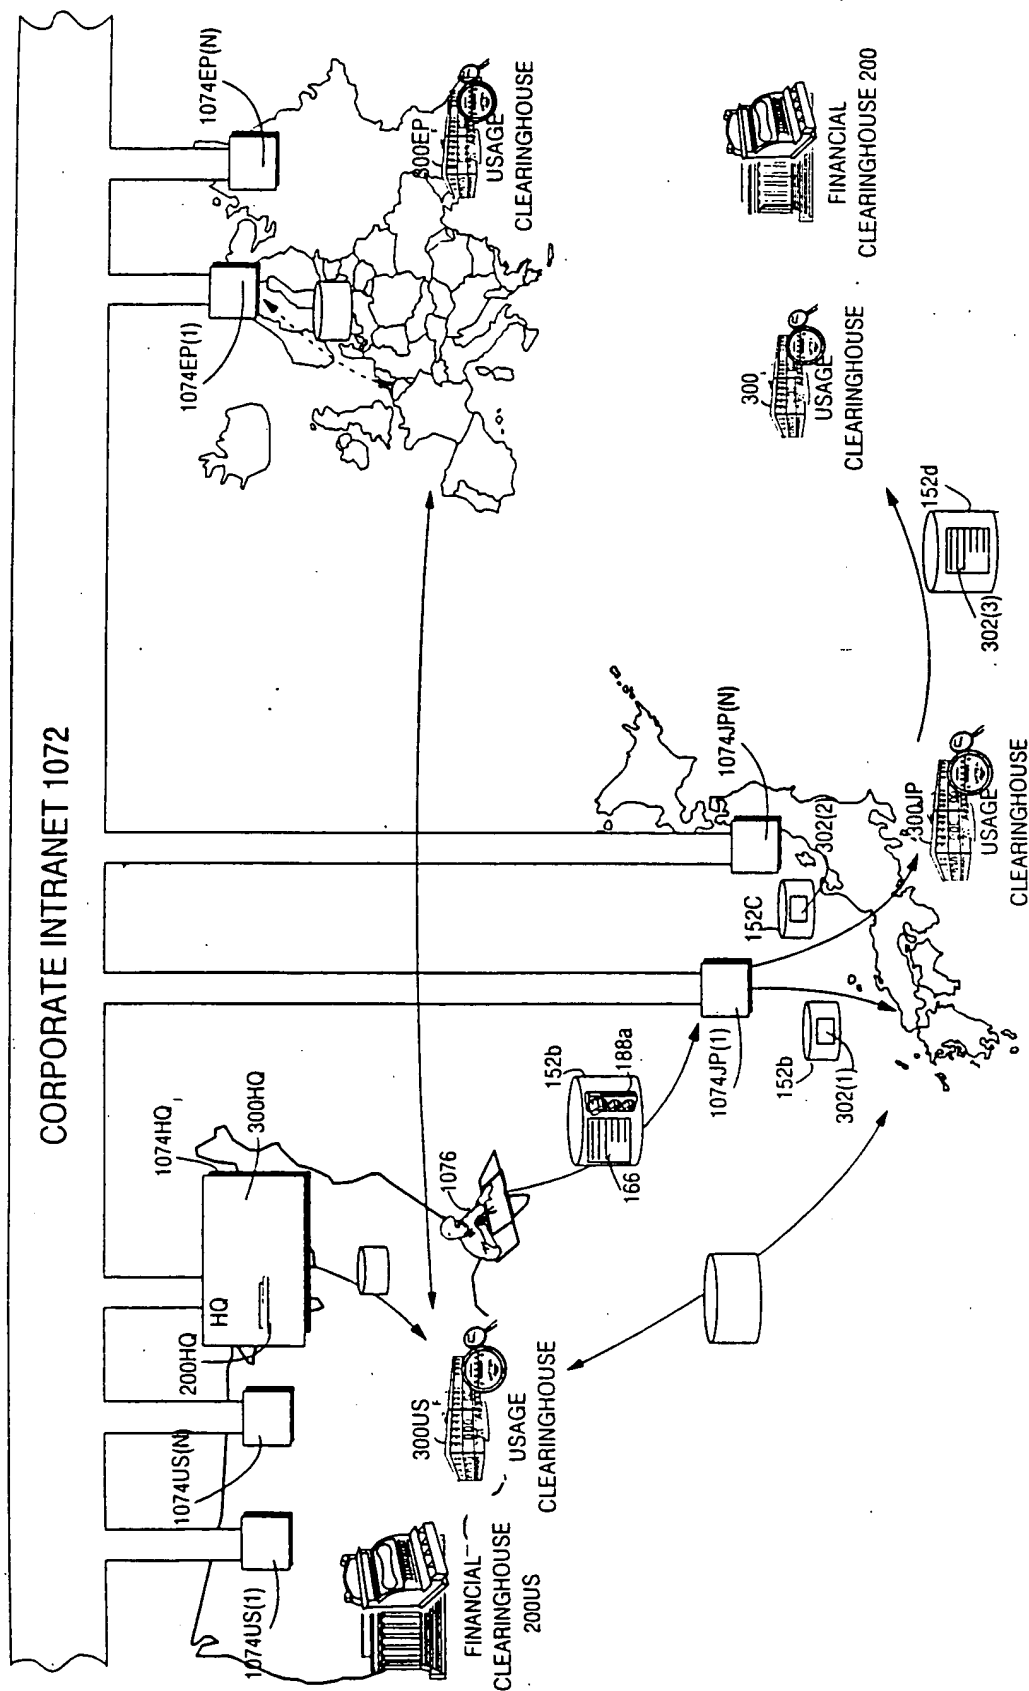 CORPORATE INTRANET 1072
1074US(1)
1074US(N)
200HQ
HQ
1074HQ
300HQ
1074EP(1)
1074EP(N)
300EP
USAGE
CLEARINGHOUSE
FINANCIAL
CLEARINGHOUSE
200US
300US
USAGE
CLEARINGHOUSE
1076
152b
188a
166
1074JP(1)
152b
302(1)
152C
302(2)
1074JP(N)
300JP
USAGE
CLEARINGHOUSE
152d
302(3)
300
USAGE
CLEARINGHOUSE
FINANCIAL
CLEARINGHOUSE 200